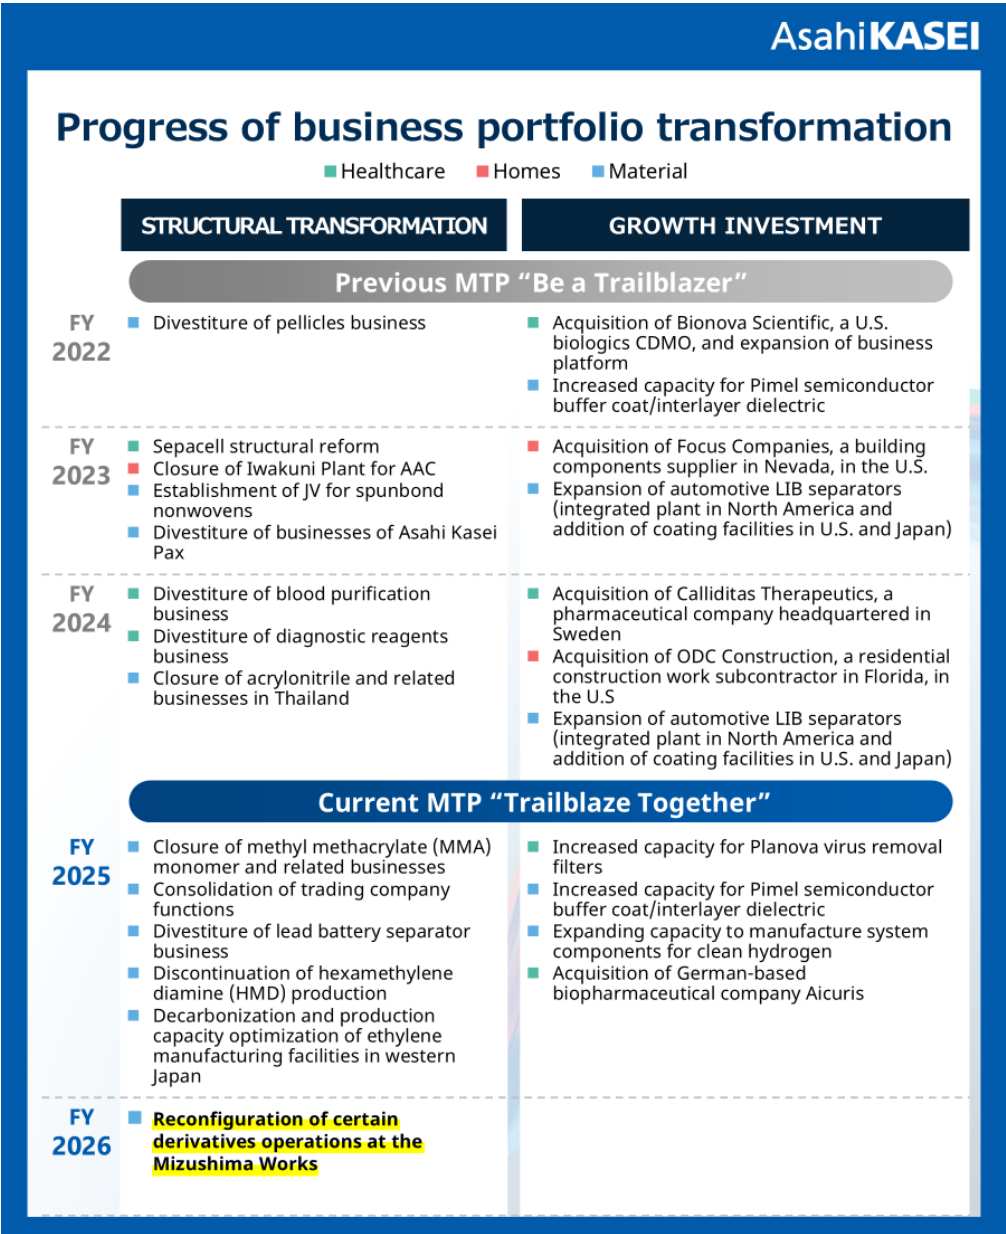 AsahiKASEI
Progress of business portfolio transformation
Healthcare Homes Material
STRUCTURAL TRANSFORMATION
GROWTH INVESTMENT
Previous MTP “Be a Trailblazer”
FY
2022
Divestiture of pellicles business
Acquisition of Bionova Scientific, a U.S.
biologics CDMO, and expansion of business
platform
Increased capacity for Pimel semiconductor
buffer coat/interlayer dielectric
FY
2023
Sepacell structural reform
Closure of Iwakuni Plant for AAC
Establishment of JV for spunbond
nonwovens
Divestiture of businesses of Asahi Kasei
Pax
Acquisition of Focus Companies, a building
components supplier in Nevada, in the U.S.
Expansion of automotive LIB separators
(integrated plant in North America and
addition of coating facilities in U.S. and Japan)
FY
2024
Divestiture of blood purification
business
Divestiture of diagnostic reagents
business
Closure of acrylonitrile and related
businesses in Thailand
Acquisition of Calliditas Therapeutics, a
pharmaceutical company headquartered in
Sweden
Acquisition of ODC Construction, a residential
construction work subcontractor in Florida, in
the U.S
Expansion of automotive LIB separators
(integrated plant in North America and
addition of coating facilities in U.S. and Japan)
Current MTP “Trailblaze Together”
FY
2025
Closure of methyl methacrylate (MMA)
monomer and related businesses
Consolidation of trading company
functions
Divestiture of lead battery separator
business
Discontinuation of hexamethylene
diamine (HMD) production
Decarbonization and production
capacity optimization of ethylene
manufacturing facilities in western
Japan
Increased capacity for Planova virus removal
filters
Increased capacity for Pimel semiconductor
buffer coat/interlayer dielectric
Expanding capacity to manufacture system
components for clean hydrogen
Acquisition of German-based
biopharmaceutical company Aicuris
FY
2026
Reconfiguration of certain
derivatives operations at the
Mizushima Works